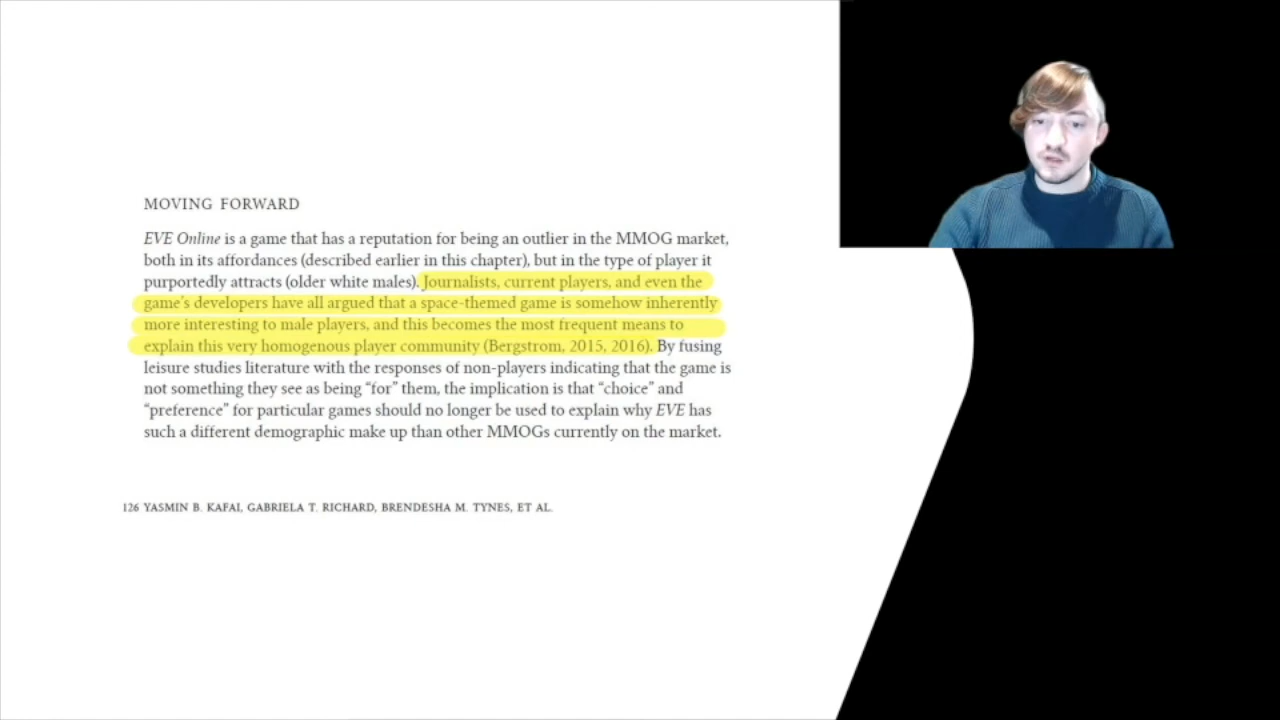 MOVING FORWARD
EVE Online is a game that has a reputation for being an outlier in the MMOG market,
both in its affordances (described earlier in this chapter), but in the type of player it
purportedly attracts (older white males). Journalists, current players, and even the
game's developers have all argued that a space-themed game is somehow inherently
more interesting to male players, and this becomes the most frequent means to
explain this very homogenous player community (Bergstrom, 2015, 2016). By fusing
leisure studies literature with the responses of non-players indicating that the game is
not something they see as being “for” them, the implication is that “choice” and
“preference” for particular games should no longer be used to explain why EVE has
such a different demographic make up than other MMOGs currently on the market.
126 YASMIN B. KAFAI, GABRIELA T. RICHARD, BRENDESHA M. TYNES, ET AL.